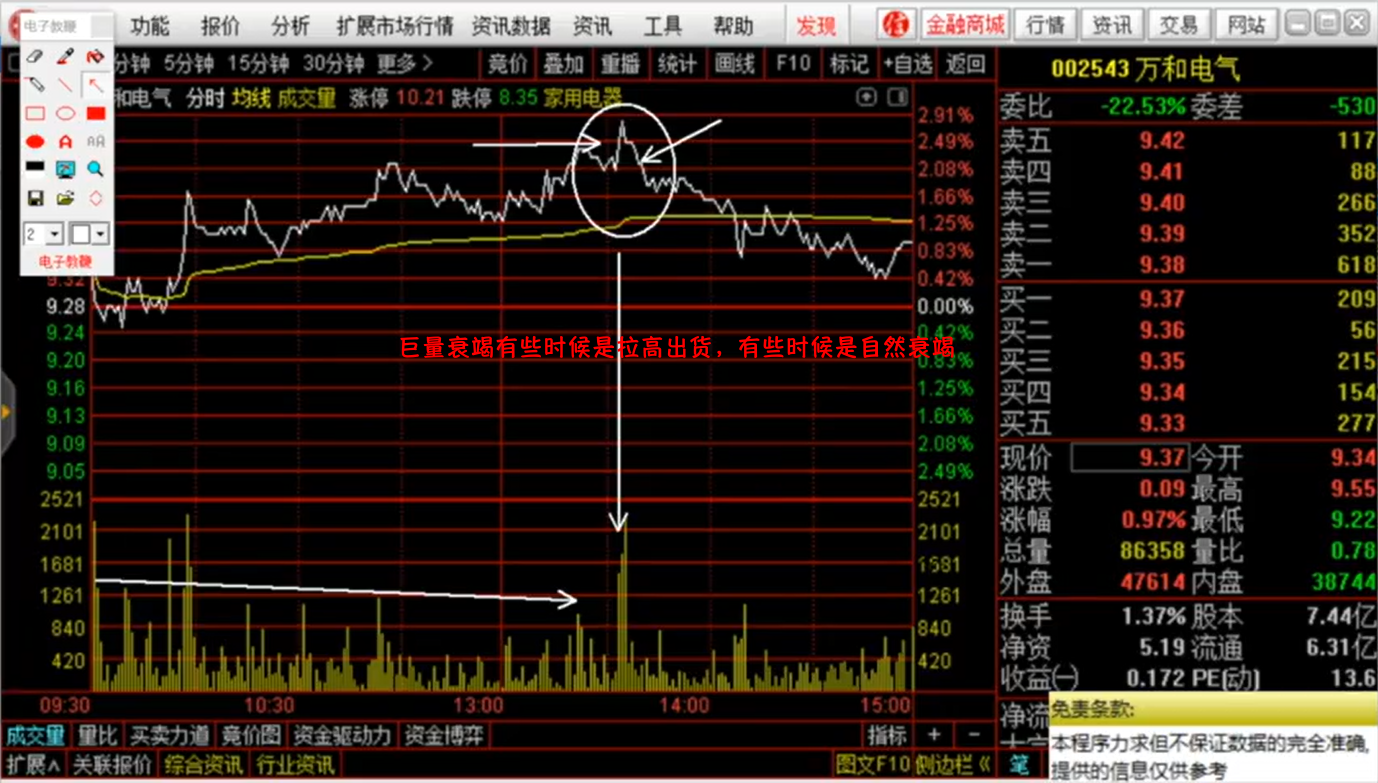 电子教鞭
功能 报价 分析 扩展市场行情 资讯数据 资讯 工具 帮助 发现 信 金融商城 行情 资讯 交易 网站
分钟 5分钟 15分钟 30分钟 更多 > 竞价 叠加 重播 统计 画线 F10 标记 +自选 返回
002543 万和电气
和电气 分时 均线 成交量 涨停 10.21 跌停 8.35 家用电器
委比 -22.53% 委差 -530
卖五 9.42 117
卖四 9.41 88
卖三 9.40 266
卖二 9.39 352
卖一 9.38 618
买一 9.37 209
买二 9.36 56
买三 9.35 215
买四 9.34 154
买五 9.33 277
现价 9.37 今开 9.34
涨跌 0.09 最高 9.55
涨幅 0.97% 最低 9.22
总量 86358 量比 0.78
外盘 47614 内盘 38744
换手 1.37% 股本 7.44亿
净资 5.19 流通 6.31亿
收益(一) 0.172 PE[动] 13.6
净流
2
电子教鞭
2.91%
2.49%
2.08%
1.66%
1.25%
0.83%
9.32 0.42%
9.28 0.00%
9.24 0.42%
巨量衰竭有些时候是拉高出货，有些时候是自然衰竭
9.20 0.83%
9.16 1.25%
9.13 1.66%
9.09 2.08%
9.05 2.49%
2521 2521
2101 2101
1681 1681
1261 1261
840 840
420 420
09:30 10:30 13:00 14:00 15:00
成交量 量比 买卖力道 竞价图 资金驱动力 资金博弈 指标 + -
扩展∧ 关联报价 综合资讯 行业资讯 图文F10 侧边栏 《 笔
免责条款:
本程序力求但不保证数据的完全准确,
提供的信息仅供参考